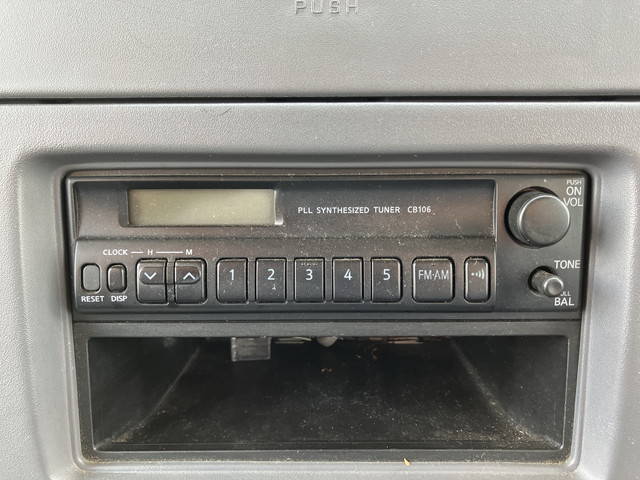 PUSH
PLL SYNTHESIZED TUNER CB106
PUSH
ON
VOL
CLOCK H M
RESET DISP
1 2 3 4 5 FM·AM
TONE
BAL